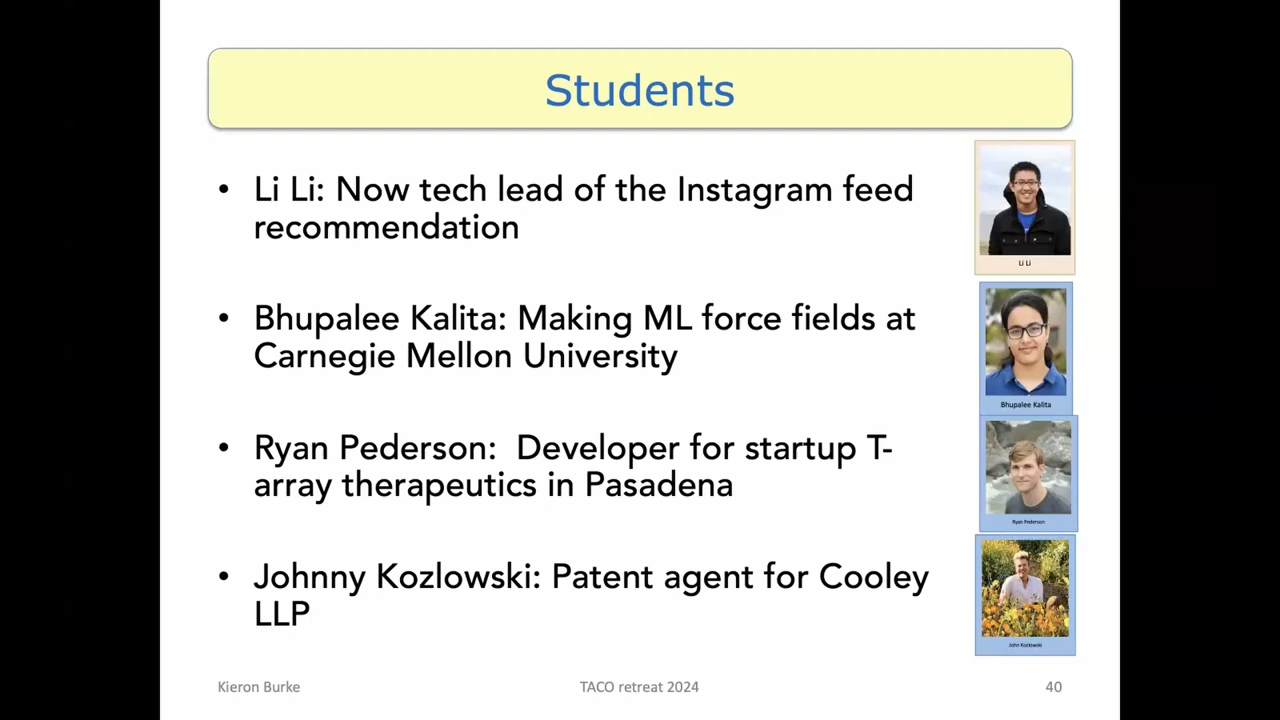 Students
• Li Li: Now tech lead of the Instagram feed
recommendation
Li Li
• Bhupalee Kalita: Making ML force fields at
Carnegie Mellon University
Bhupalee Kalita
• Ryan Pederson:  Developer for startup T-
array therapeutics in Pasadena
Ryan Pederson
• Johnny Kozlowski: Patent agent for Cooley
LLP
John Kozlowski
Kieron Burke
TACO retreat 2024
40